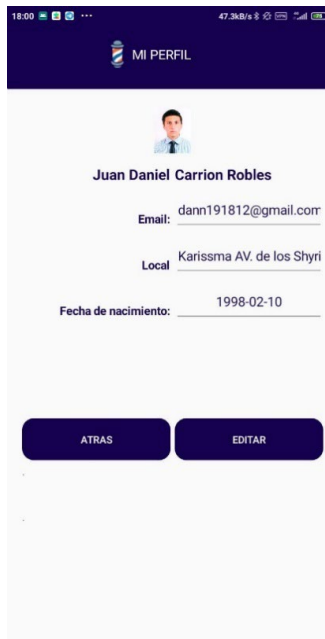 18:00 ... 47.3kB/s VPN
MI PERFIL
Juan Daniel Carrion Robles
Email: dann191812@gmail.com
Local Karissma AV. de los Shyri
Fecha de nacimiento: 1998-02-10
ATRAS EDITAR